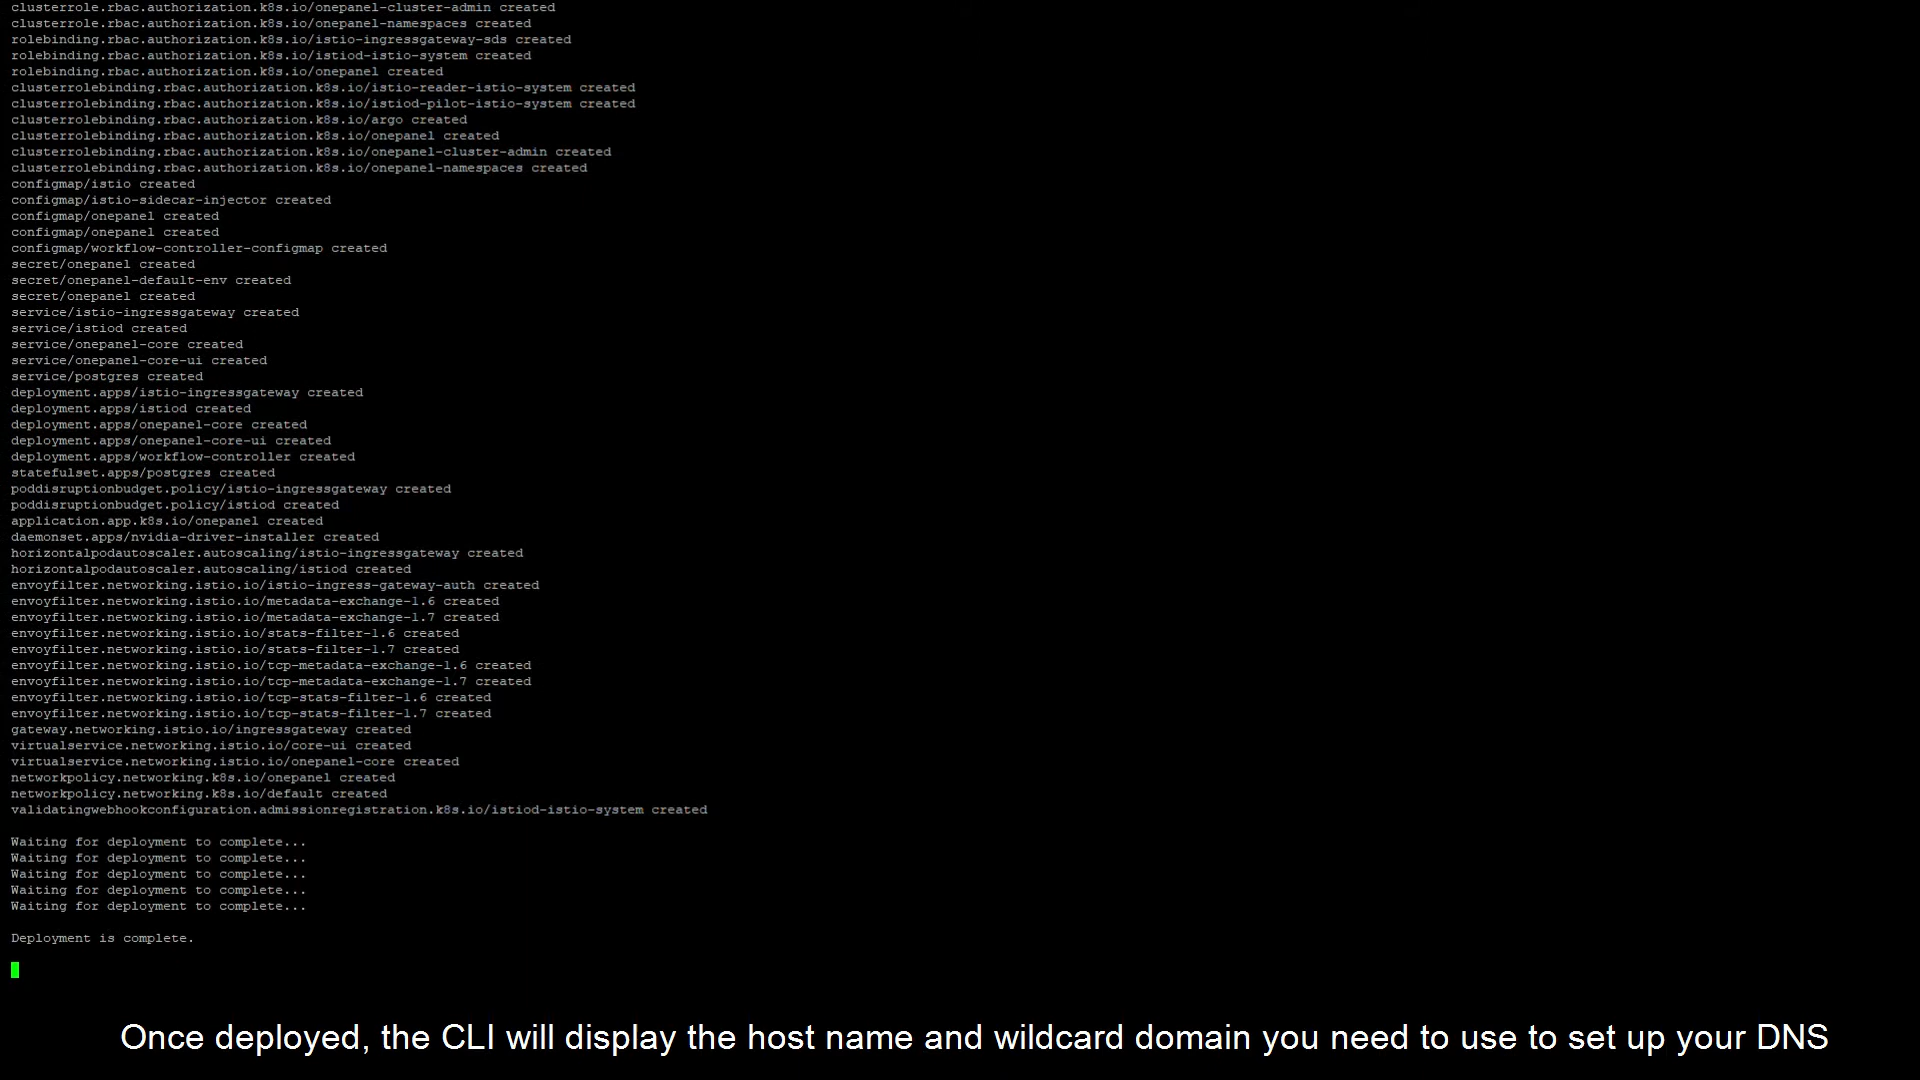 clusterrole.rbac.authorization.k8s.io/onepanel-cluster-admin created
clusterrole.rbac.authorization.k8s.io/onepanel-namespaces created
rolebinding.rbac.authorization.k8s.io/istio-ingressgateway-sds created
rolebinding.rbac.authorization.k8s.io/istiod-istio-system created
rolebinding.rbac.authorization.k8s.io/onepanel created
clusterrolebinding.rbac.authorization.k8s.io/istio-reader-istio-system created
clusterrolebinding.rbac.authorization.k8s.io/istiod-pilot-istio-system created
clusterrolebinding.rbac.authorization.k8s.io/argo created
clusterrolebinding.rbac.authorization.k8s.io/onepanel created
clusterrolebinding.rbac.authorization.k8s.io/onepanel-cluster-admin created
clusterrolebinding.rbac.authorization.k8s.io/onepanel-namespaces created
configmap/istio created
configmap/istio-sidecar-injector created
configmap/onepanel created
configmap/onepanel created
configmap/workflow-controller-configmap created
secret/onepanel created
secret/onepanel-default-env created
secret/onepanel created
service/istio-ingressgateway created
service/istiod created
service/onepanel-core created
service/onepanel-core-ui created
service/postgres created
deployment.apps/istio-ingressgateway created
deployment.apps/istiod created
deployment.apps/onepanel-core created
deployment.apps/onepanel-core-ui created
deployment.apps/workflow-controller created
statefulset.apps/postgres created
poddisruptionbudget.policy/istio-ingressgateway created
poddisruptionbudget.policy/istiod created
application.app.k8s.io/onepanel created
daemonset.apps/nvidia-driver-installer created
horizontalpodautoscaler.autoscaling/istio-ingressgateway created
horizontalpodautoscaler.autoscaling/istiod created
envoyfilter.networking.istio.io/istio-ingress-gateway-auth created
envoyfilter.networking.istio.io/metadata-exchange-1.6 created
envoyfilter.networking.istio.io/metadata-exchange-1.7 created
envoyfilter.networking.istio.io/stats-filter-1.6 created
envoyfilter.networking.istio.io/stats-filter-1.7 created
envoyfilter.networking.istio.io/tcp-metadata-exchange-1.6 created
envoyfilter.networking.istio.io/tcp-metadata-exchange-1.7 created
envoyfilter.networking.istio.io/tcp-stats-filter-1.6 created
envoyfilter.networking.istio.io/tcp-stats-filter-1.7 created
gateway.networking.istio.io/ingressgateway created
virtualservice.networking.istio.io/core-ui created
virtualservice.networking.istio.io/onepanel-core created
networkpolicy.networking.k8s.io/onepanel created
networkpolicy.networking.k8s.io/default created
validatingwebhookconfiguration.admissionregistration.k8s.io/istiod-istio-system created
Waiting for deployment to complete...
Waiting for deployment to complete...
Waiting for deployment to complete...
Waiting for deployment to complete...
Waiting for deployment to complete...
Deployment is complete.
Once deployed, the CLI will display the host name and wildcard domain you need to use to set up your DNS